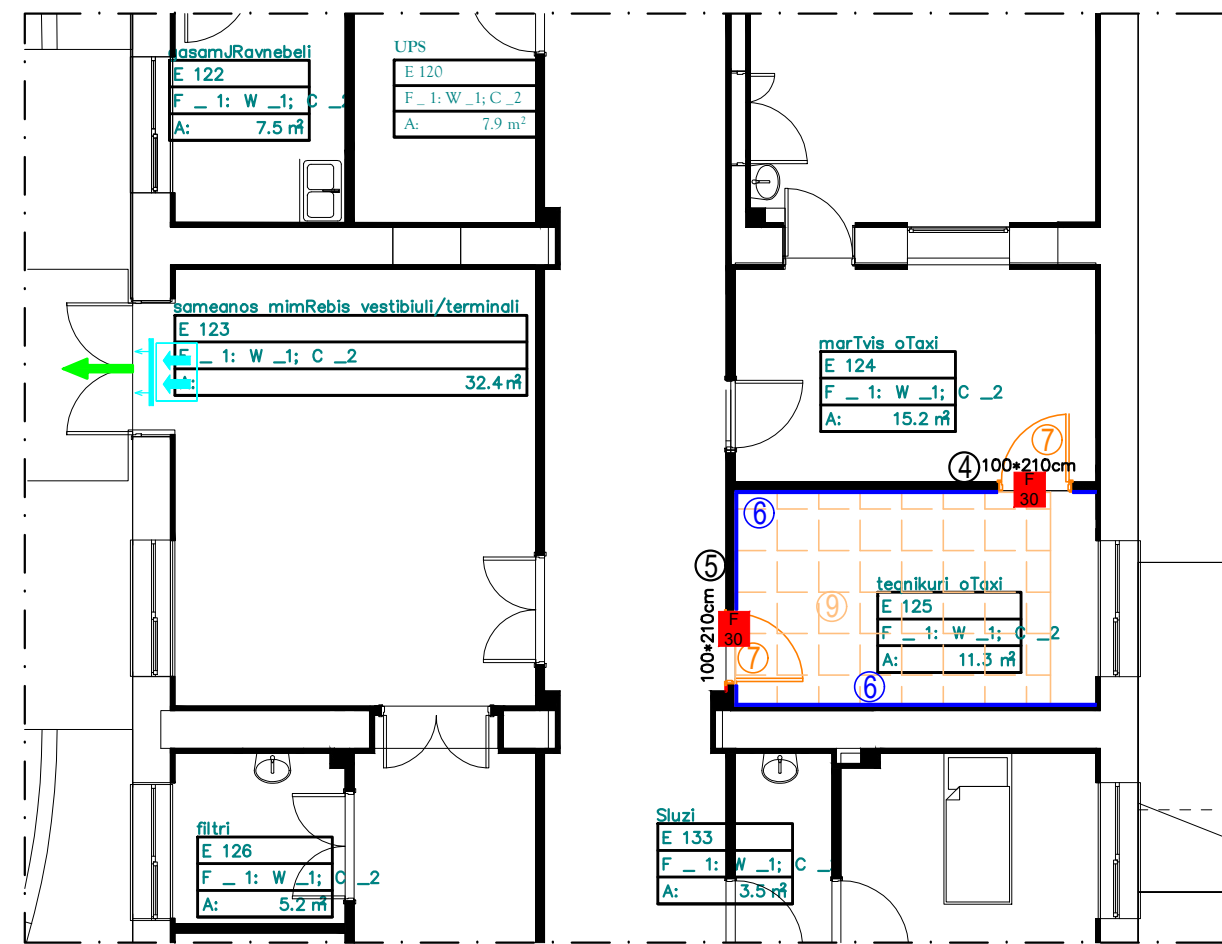 gasamJRavnebeli
E 122
F _ 1: W _1; C _2
A: 7.5 m²
UPS
E 120
F _ 1: W _1; C _2
A: 7.9 m²
sameanos mimRebis vestibiuli/terminali
E 123
F _ 1: W _1; C _2
A: 32.4 m²
marTvis oTaxi
E 124
F _ 1: W _1; C _2
A: 15.2 m²
7
4 100*210cm
F
30
6
5
100*210cm
F
30
7
9
teqnikuri oTaxi
E 125
F _ 1: W _1; C _2
A: 11.3 m²
6
filtri
E 126
F _ 1: W _1; C _2
A: 5.2 m²
Sluzi
E 133
F _ 1: W _1; C _2
A: 3.5 m²